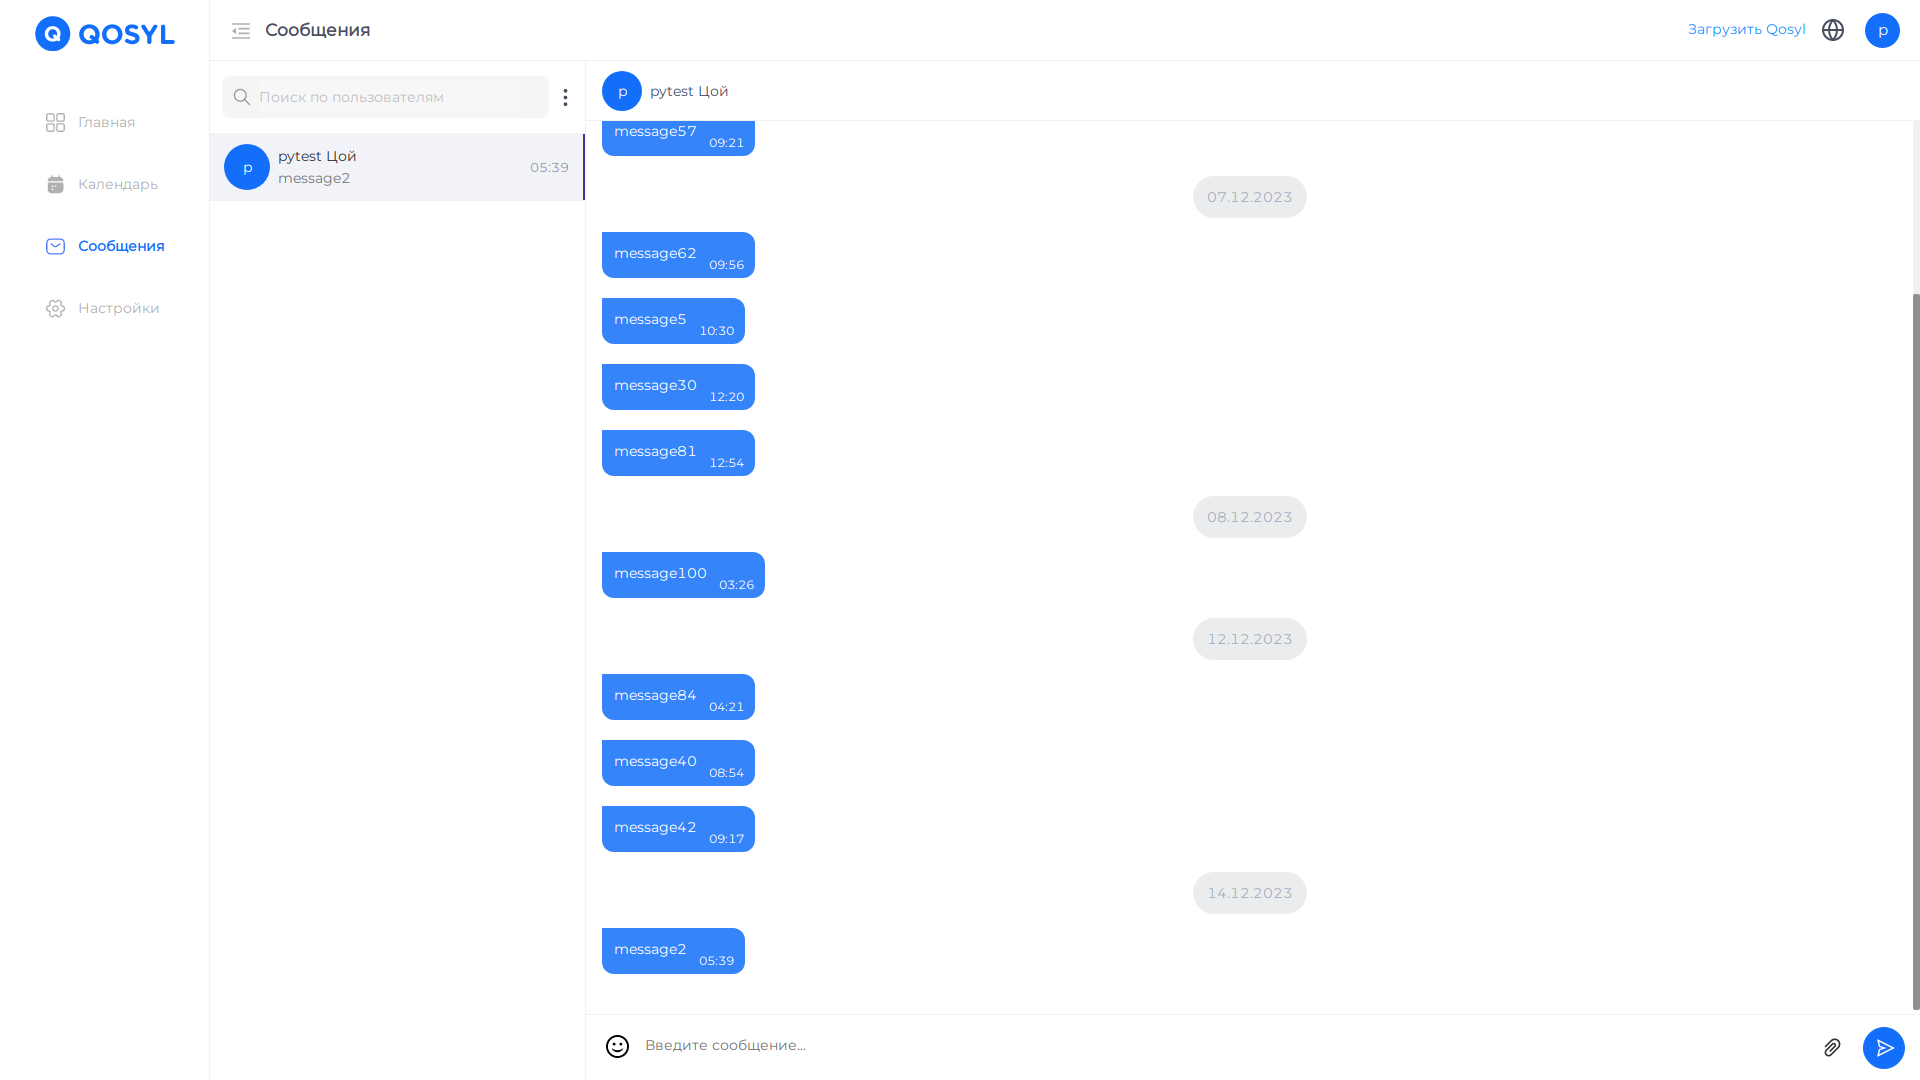 QOSYL
Главная
Календарь
Сообщения
Настройки
Сообщения
Загрузить Qosyl
p
Поиск по пользователям
p
pytest Цой
message2
05:39
p
pytest Цой
message57
09:21
07.12.2023
message62
09:56
message5
10:30
message30
12:20
message81
12:54
08.12.2023
message100
03:26
12.12.2023
message84
04:21
message40
08:54
message42
09:17
14.12.2023
message2
05:39
Введите сообщение...